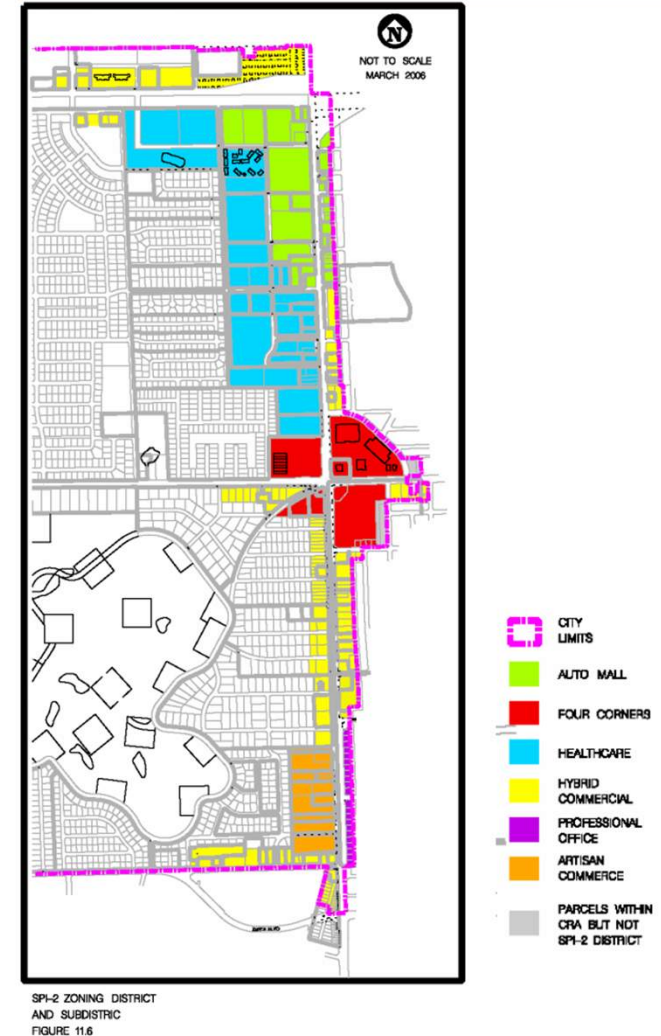 N
NOT TO SCALE
MARCH 2006
CITY
LIMITS
AUTO MALL
FOUR CORNERS
HEALTHCARE
HYBRID
COMMERCIAL
PROFESSIONAL
OFFICE
ARTISAN
COMMERCE
PARCELS WITHIN
CRA BUT NOT
SPI-2 DISTRICT
SPI-2 ZONING DISTRICT
AND SUBDISTRIC
FIGURE 11.6